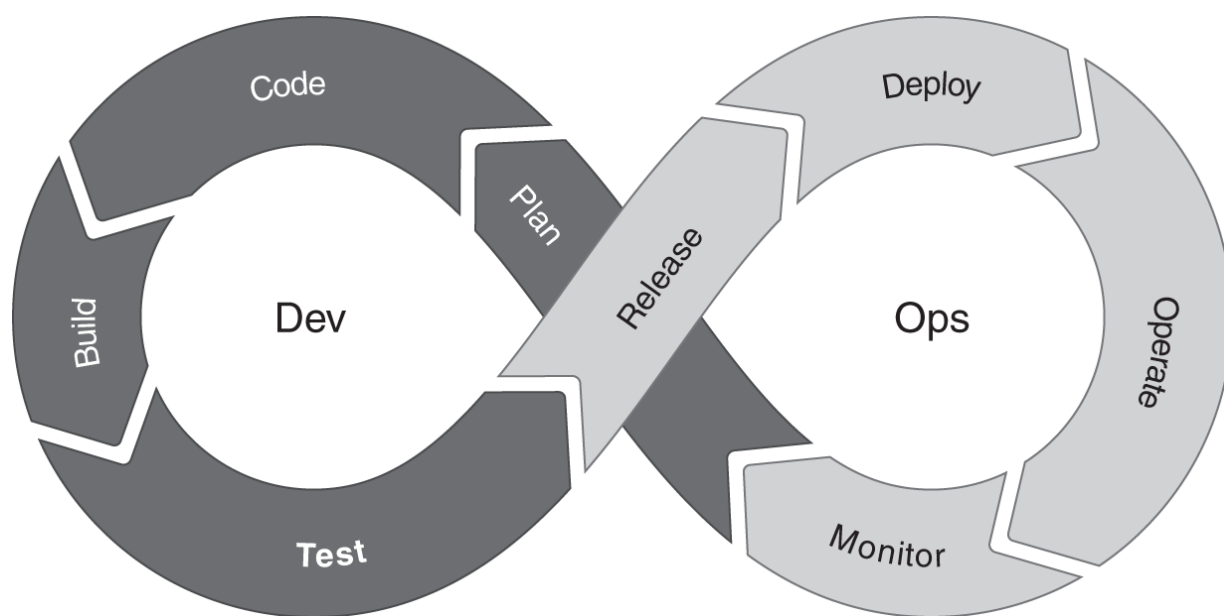 Code
Plan
Build
Dev
Test
Release
Deploy
Ops
Operate
Monitor